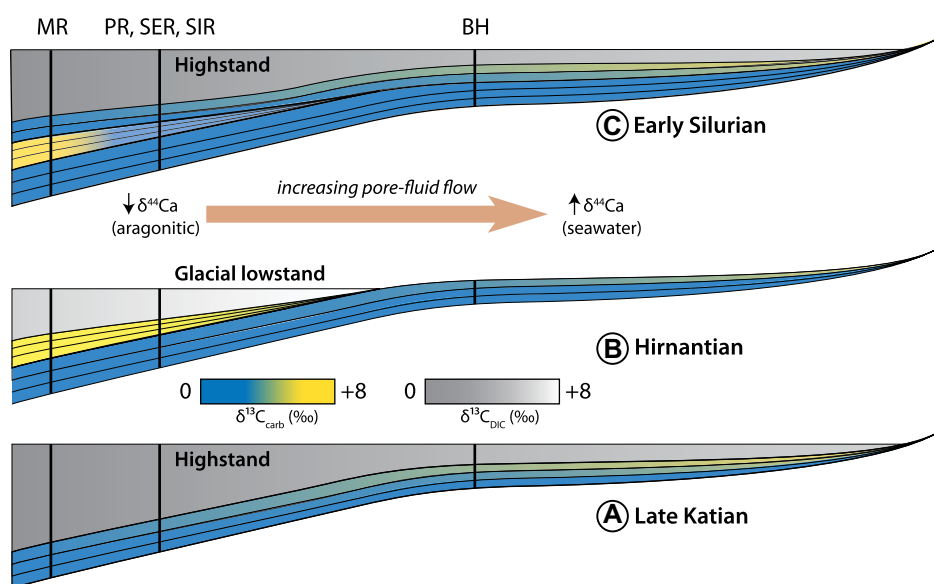 MR PR, SER, SIR BH
Highstand
C Early Silurian
increasing pore-fluid flow
↓ δ⁴⁴Ca
(aragonitic)
↑ δ⁴⁴Ca
(seawater)
Glacial lowstand
B Hirnantian
0 +8
δ¹³Ccarb (‰)
0 +8
δ¹³CDIC (‰)
Highstand
A Late Katian